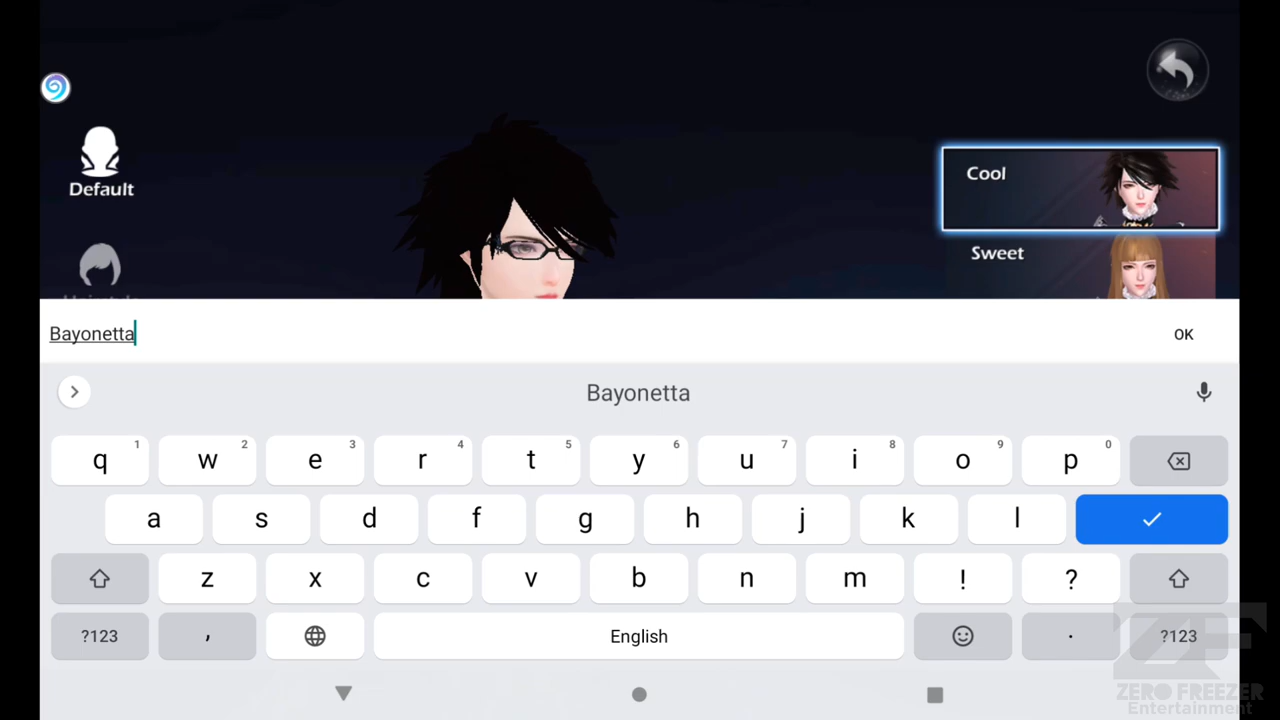 Default
Cool
Sweet
Bayonetta
OK
Bayonetta
q 1 w 2 e 3 r 4 t 5 y 6 u 7 i 8 o 9 p 0
a s d f g h j k l
z x c v b n m ! ?
?123 , English . ?123
ZERO FREEZER
Entertainment